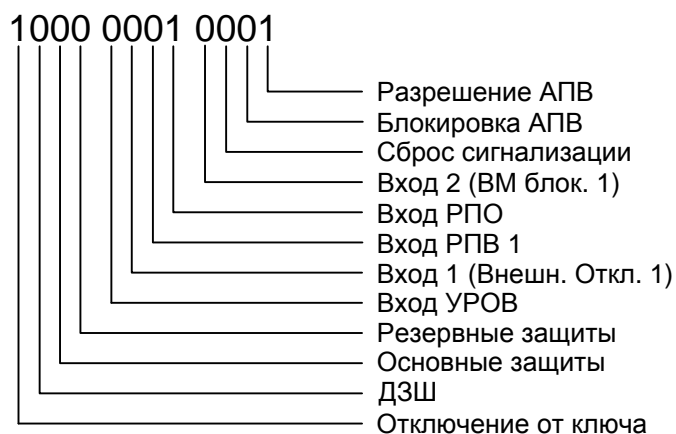 1000 0001 0001
Разрешение АПВ
Блокировка АПВ
Сброс сигнализации
Вход 2 (ВМ блок. 1)
Вход РПО
Вход РПВ 1
Вход 1 (Внешн. Откл. 1)
Вход УРОВ
Резервные защиты
Основные защиты
ДЗШ
Отключение от ключа